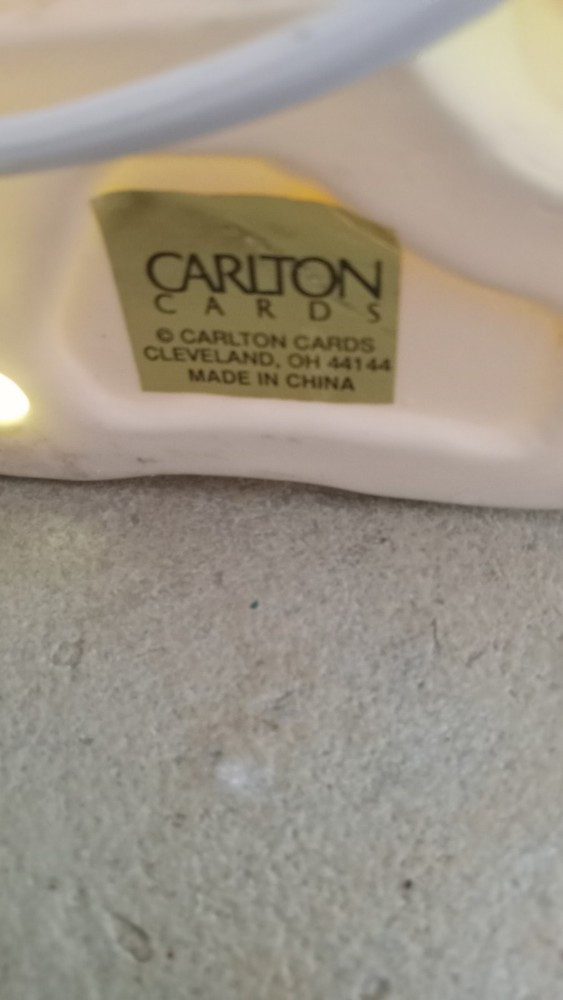 CARLTON
CARDS
© CARLTON CARDS
CLEVELAND, OH 44144
MADE IN CHINA